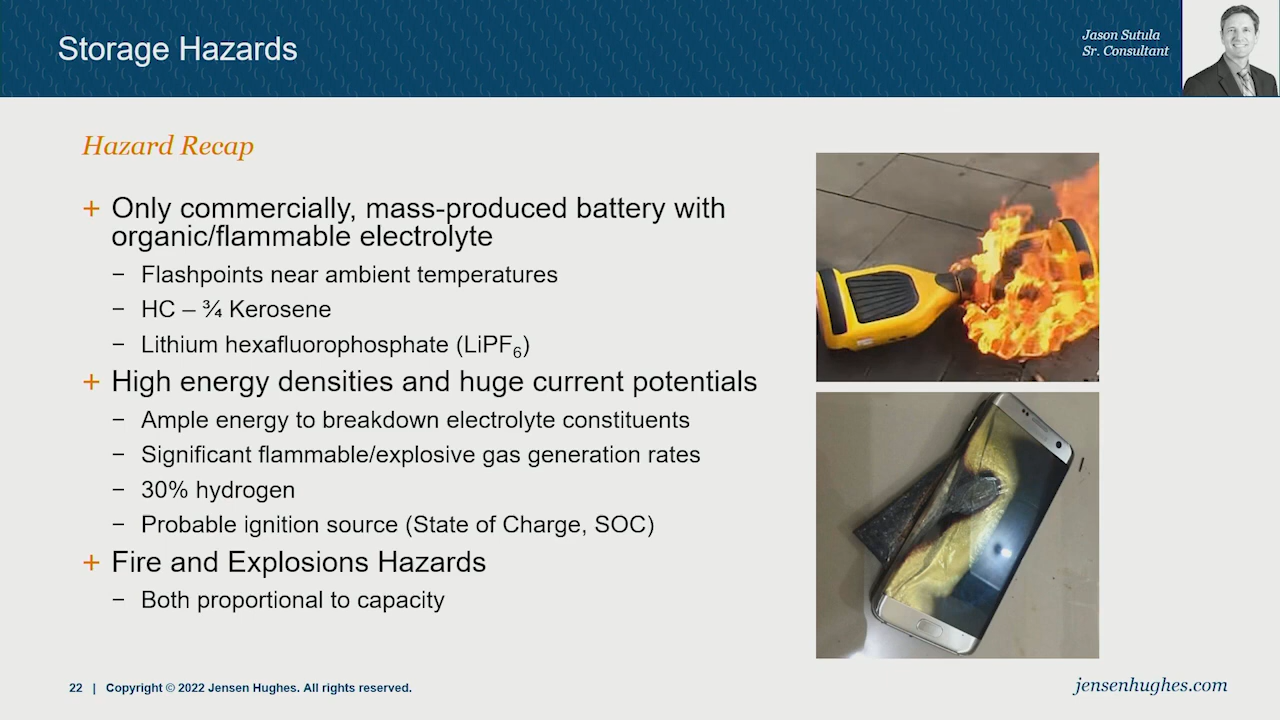 Storage Hazards
Jason Sutula
Sr. Consultant
Hazard Recap
+ Only commercially, mass-produced battery with
organic/flammable electrolyte
− Flashpoints near ambient temperatures
− HC – ¾ Kerosene
− Lithium hexafluorophosphate (LiPF₆)
+ High energy densities and huge current potentials
− Ample energy to breakdown electrolyte constituents
− Significant flammable/explosive gas generation rates
− 30% hydrogen
− Probable ignition source (State of Charge, SOC)
+ Fire and Explosions Hazards
− Both proportional to capacity
22 | Copyright © 2022 Jensen Hughes. All rights reserved.
jensenhughes.com